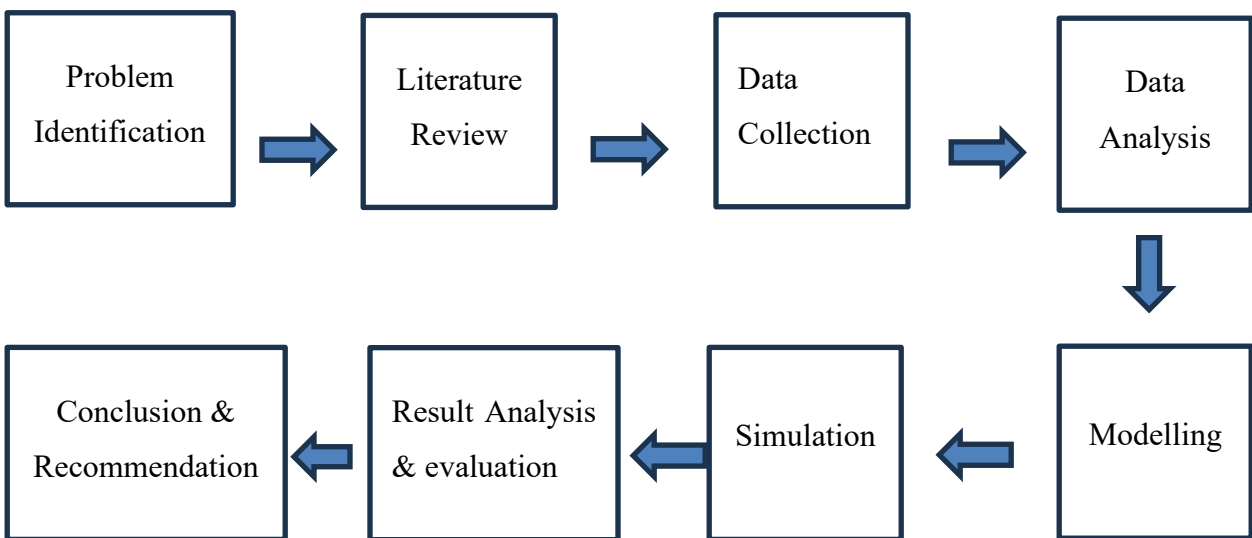 Problem
Identification
Literature
Review
Data
Collection
Data
Analysis
Modelling
Simulation
Result Analysis
& evaluation
Conclusion &
Recommendation